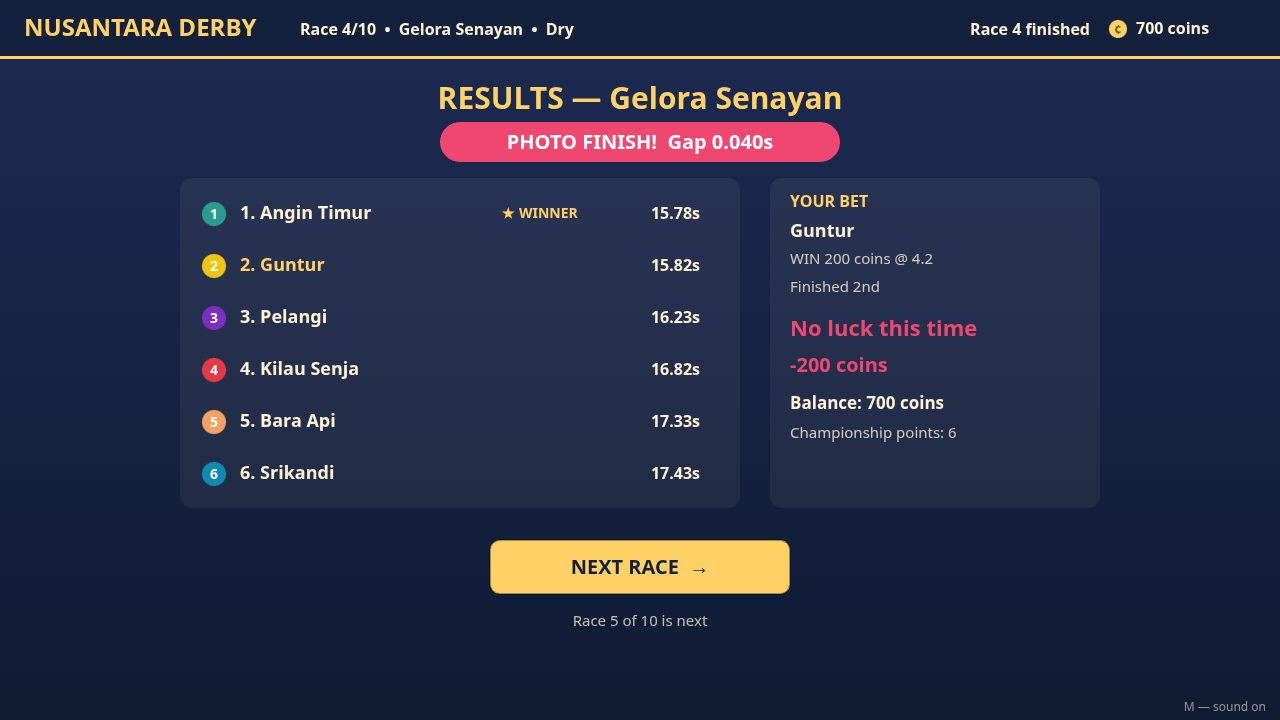 NUSANTARA DERBY
Race 4/10 • Gelora Senayan • Dry
Race 4 finished
¢ 700 coins
RESULTS — Gelora Senayan
PHOTO FINISH! Gap 0.040s
1 1. Angin Timur ★ WINNER 15.78s
2 2. Guntur 15.82s
3 3. Pelangi 16.23s
4 4. Kilau Senja 16.82s
5 5. Bara Api 17.33s
6 6. Srikandi 17.43s
YOUR BET
Guntur
WIN 200 coins @ 4.2
Finished 2nd
No luck this time
-200 coins
Balance: 700 coins
Championship points: 6
NEXT RACE →
Race 5 of 10 is next
M — sound on